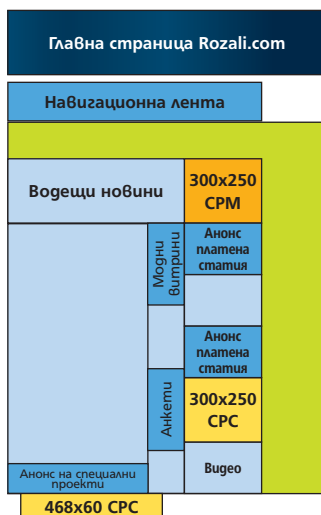 Главна страница Rozali.com
Навигационна лента
Водещи новини
300x250
CPM
Модни
витрини
Анонс
платена
статия
Анонс
платена
статия
Анкети
300x250
CPC
Видео
Анонс на специални
проекти
468x60 CPC